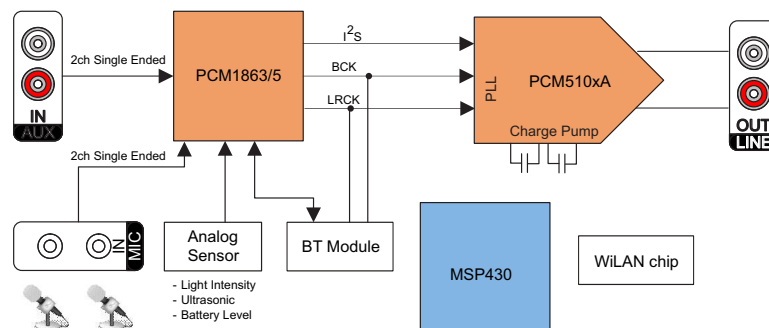 2ch Single Ended
IN
AUX
PCM1863/5
I2S
BCK
LRCK
PLL
PCM510xA
Charge Pump
OUT
LINE
2ch Single Ended
IN
MIC
Analog
Sensor
- Light Intensity
- Ultrasonic
- Battery Level
BT Module
MSP430
WiLAN chip